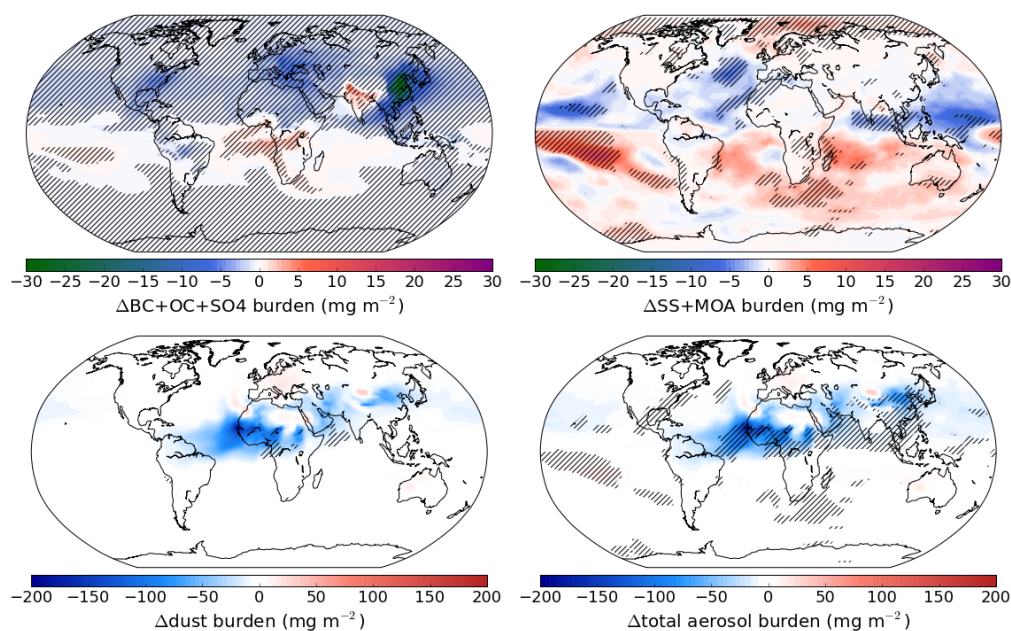 −30 −25 −20 −15 −10 −5 0 5 10 15 20 25 30
ΔBC+OC+SO4 burden (mg m⁻²)
−30 −25 −20 −15 −10 −5 0 5 10 15 20 25 30
ΔSS+MOA burden (mg m⁻²)
−200 −150 −100 −50 0 50 100 150 200
Δdust burden (mg m⁻²)
−200 −150 −100 −50 0 50 100 150 200
Δtotal aerosol burden (mg m⁻²)